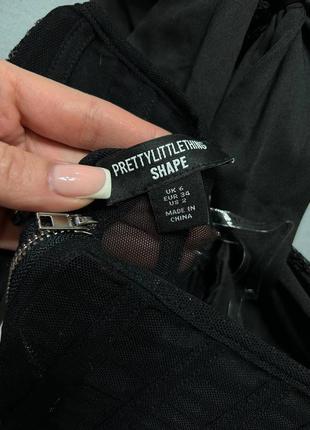 PRETTYLITTLETHING
SHAPE
UK 6
EUR 34
US 2
MADE IN
CHINA